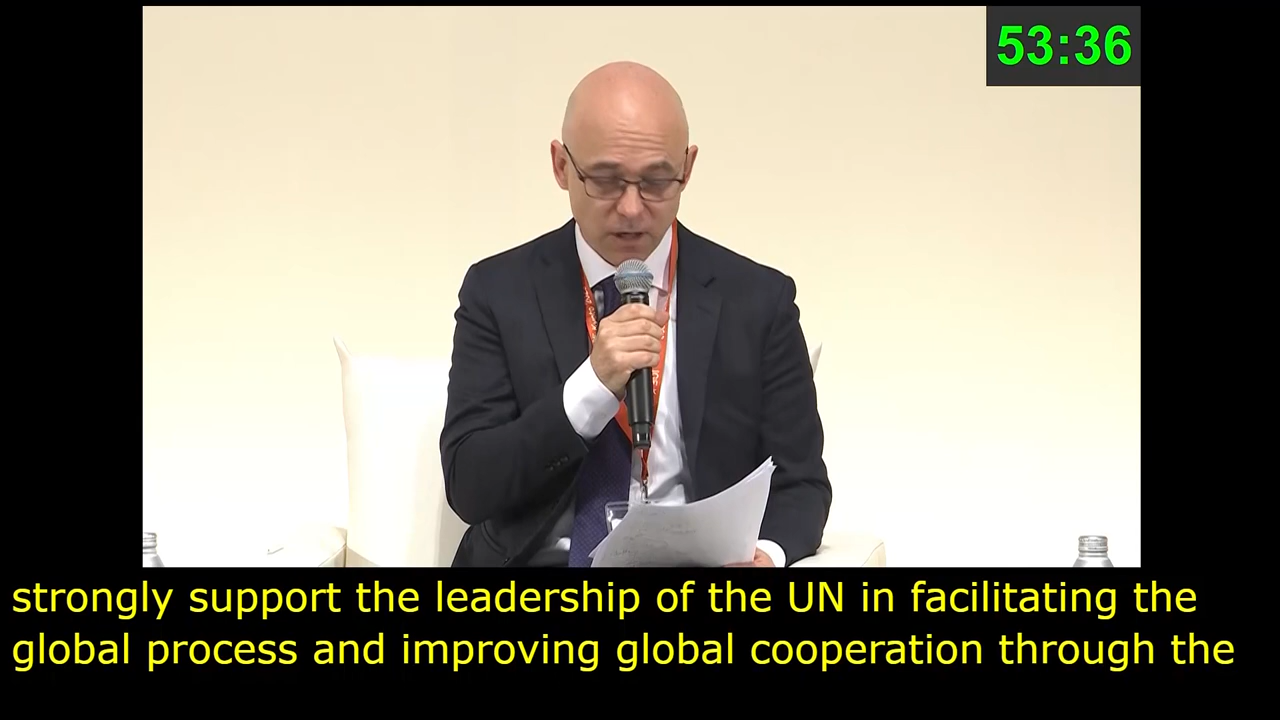 53:36
strongly support the leadership of the UN in facilitating the
global process and improving global cooperation through the